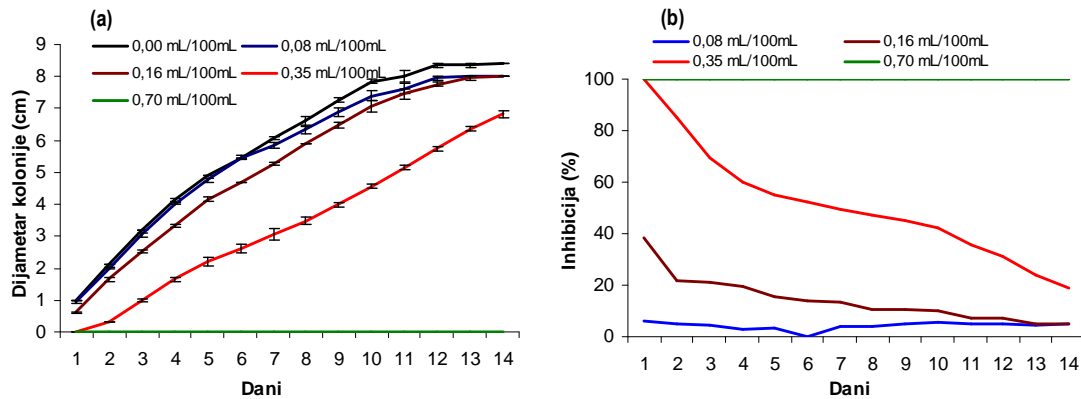 (a)
0,00 mL/100mL 0,08 mL/100mL
0,16 mL/100mL 0,35 mL/100mL
0,70 mL/100mL
Dijametar kolonije (cm)
9
8
7
6
5
4
3
2
1
0
1 2 3 4 5 6 7 8 9 10 11 12 13 14
Dani
(b)
0,08 mL/100mL 0,16 mL/100mL
0,35 mL/100mL 0,70 mL/100mL
Inhibicija (%)
100
80
60
40
20
0
1 2 3 4 5 6 7 8 9 10 11 12 13 14
Dani